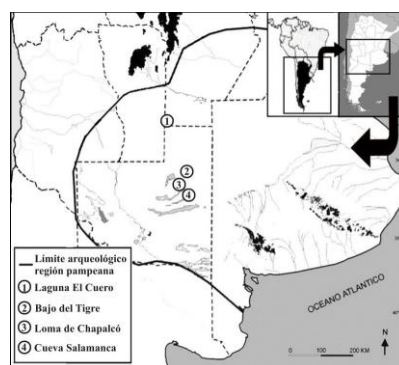 1
2
3
4
Límite arqueológico
región pampeana
1 Laguna El Cuero
2 Bajo del Tigre
3 Loma de Chapalcó
4 Cueva Salamanca
OCEANO ATLANTICO
N
0 100 200 KM